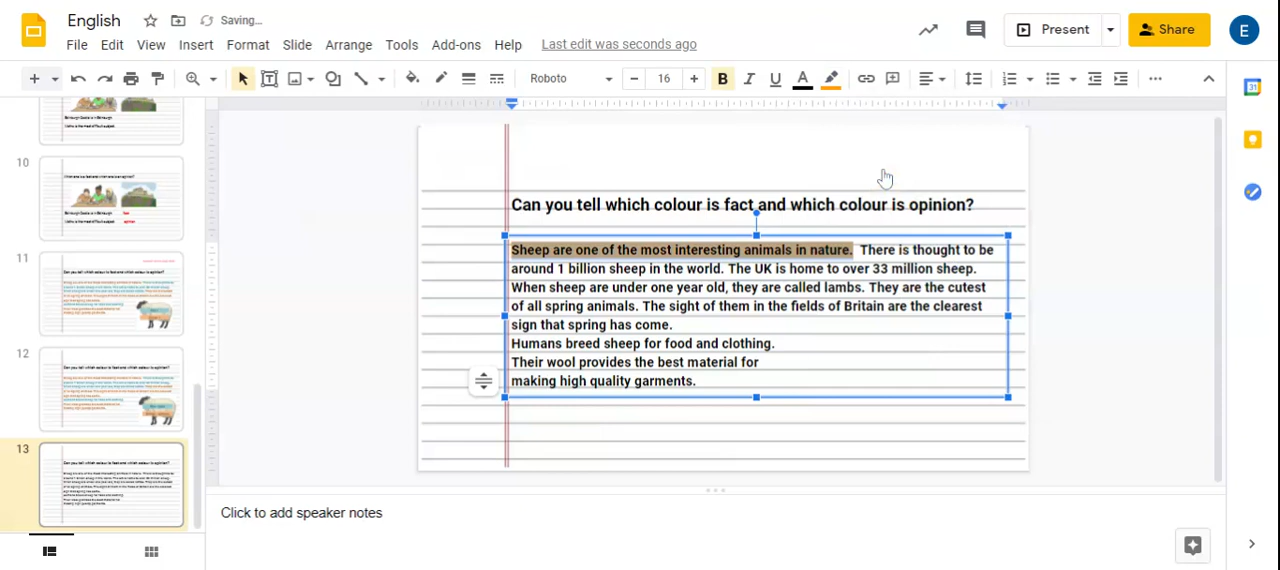 English
Saving...
File Edit View Insert Format Slide Arrange Tools Add-ons Help Last edit was seconds ago
Present
Share
E
Roboto
16
B I U A
31
10
11
12
13
Can you tell which colour is fact and which colour is opinion?
Sheep are one of the most interesting animals in nature. There is thought to be
around 1 billion sheep in the world. The UK is home to over 33 million sheep.
When sheep are under one year old, they are called lambs. They are the cutest
of all spring animals. The sight of them in the fields of Britain are the clearest
sign that spring has come.
Humans breed sheep for food and clothing.
Their wool provides the best material for
making high quality garments.
Click to add speaker notes